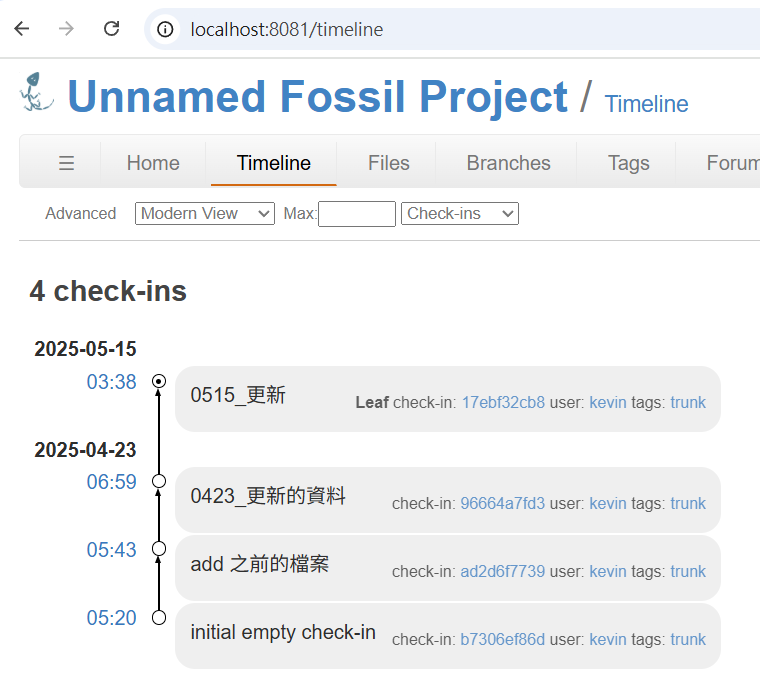 localhost:8081/timeline
Unnamed Fossil Project / Timeline
☰ Home Timeline Files Branches Tags Forum
Advanced Modern View Max: Check-ins
4 check-ins
2025-05-15
03:38 0515_更新 Leaf check-in: 17ebf32cb8 user: kevin tags: trunk
2025-04-23
06:59 0423_更新的資料 check-in: 96664a7fd3 user: kevin tags: trunk
05:43 add 之前的檔案 check-in: ad2d6f7739 user: kevin tags: trunk
05:20 initial empty check-in check-in: b7306ef86d user: kevin tags: trunk